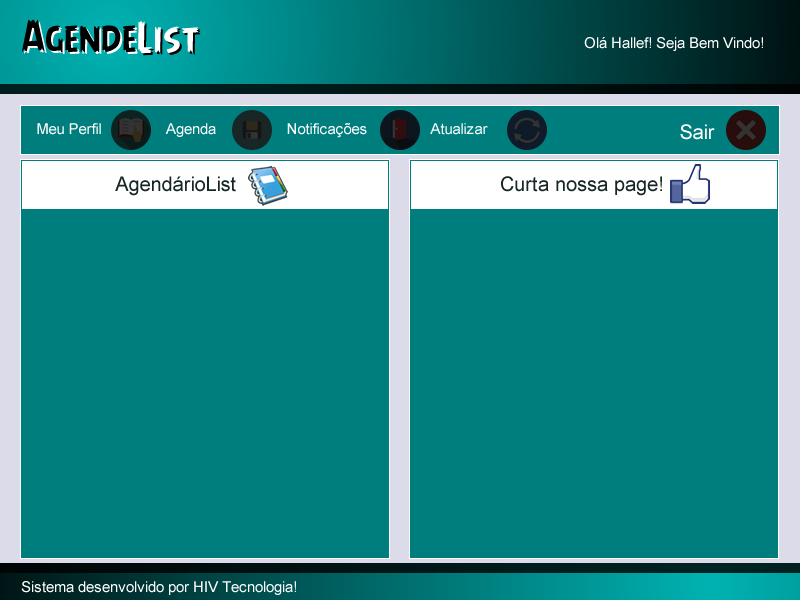 AGENDELIST
Olá Hallef! Seja Bem Vindo!
Meu Perfil Agenda Notificações Atualizar Sair
AgendárioList
Curta nossa page!
Sistema desenvolvido por HIV Tecnologia!